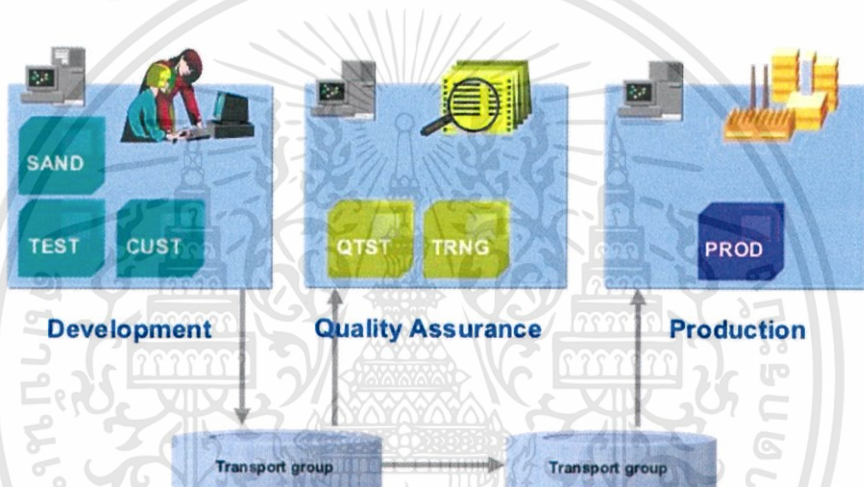 SAND
TEST CUST
QTST TRNG
PROD
Development Quality Assurance Production
Transport group Transport group